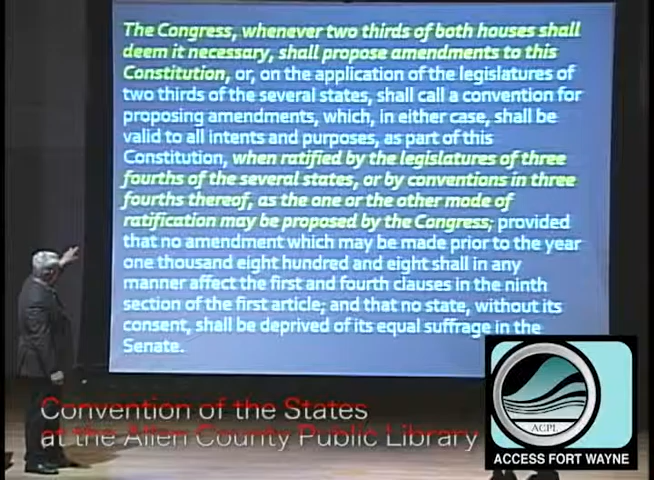 The Congress, whenever two thirds of both houses shall
deem it necessary, shall propose amendments to this
Constitution, or, on the application of the legislatures of
two thirds of the several states, shall call a convention for
proposing amendments, which, in either case, shall be
valid to all intents and purposes, as part of this
Constitution, when ratified by the legislatures of three
fourths of the several states, or by conventions in three
fourths thereof, as the one or the other mode of
ratification may be proposed by the Congress; provided
that no amendment which may be made prior to the year
one thousand eight hundred and eight shall in any
manner affect the first and fourth clauses in the ninth
section of the first article; and that no state, without its
consent, shall be deprived of its equal suffrage in the
Senate.
Convention of the States
at the Allen County Public Library
ACPL
ACCESS FORT WAYNE